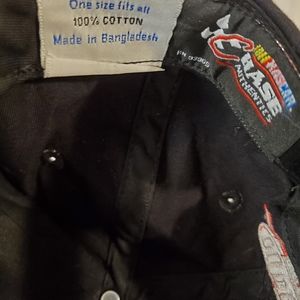 One size fits all
100% COTTON
Made in Bangladesh
NASCAR
CHASE
AUTHENTICS